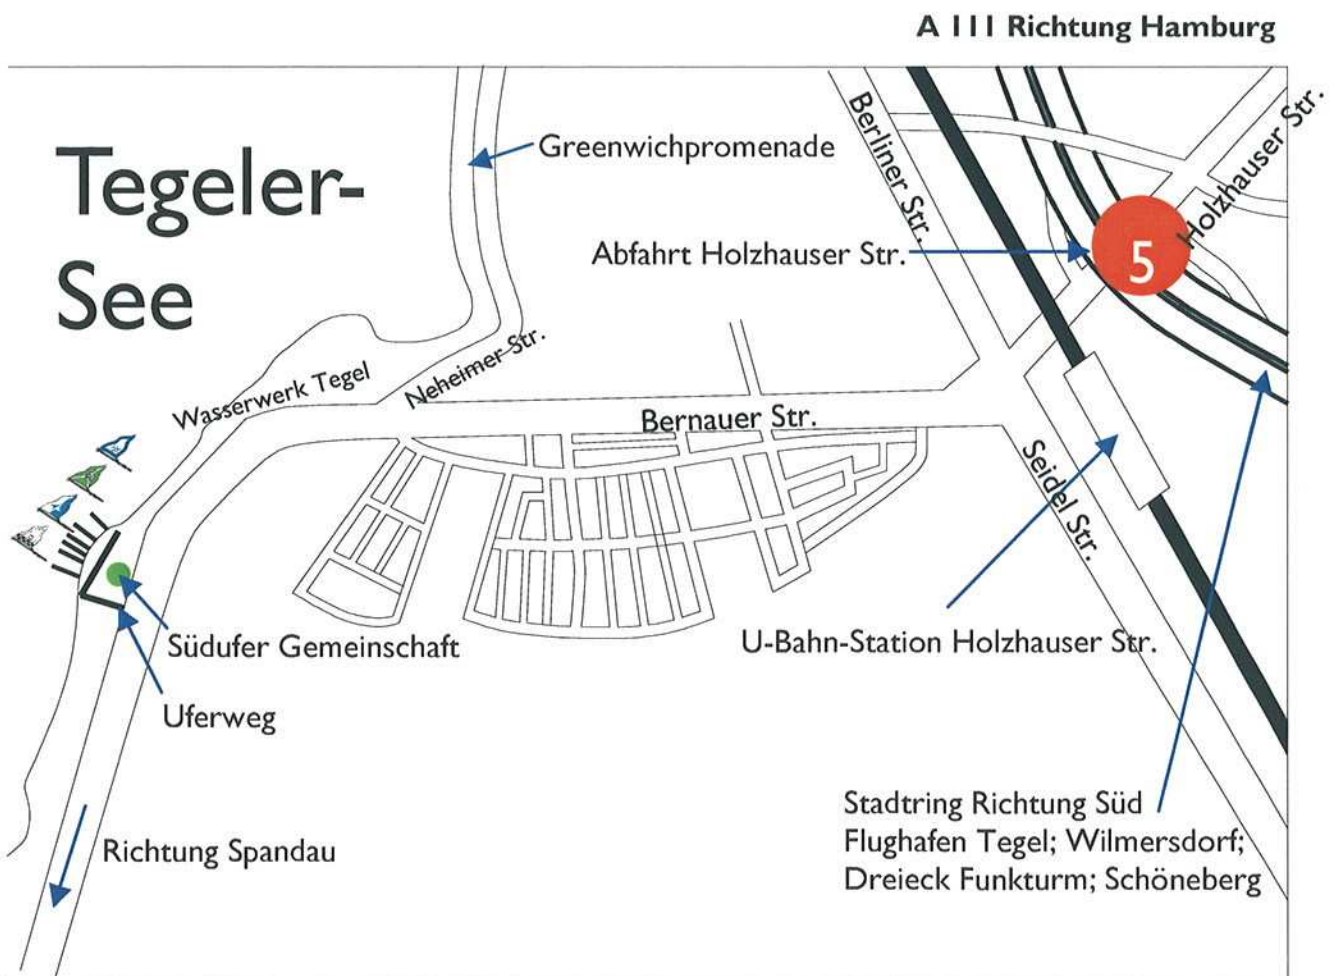 A 111 Richtung Hamburg
Tegeler-
See
Greenwichpromenade
Berliner Str.
Holzhauser Str.
Abfahrt Holzhauser Str.
5
Neheimer Str.
Wasserwerk Tegel
Bernauer Str.
Seidel Str.
Südufer Gemeinschaft
U-Bahn-Station Holzhauser Str.
Uferweg
Richtung Spandau
Stadtring Richtung Süd
Flughafen Tegel; Wilmersdorf;
Dreieck Funkturm; Schöneberg